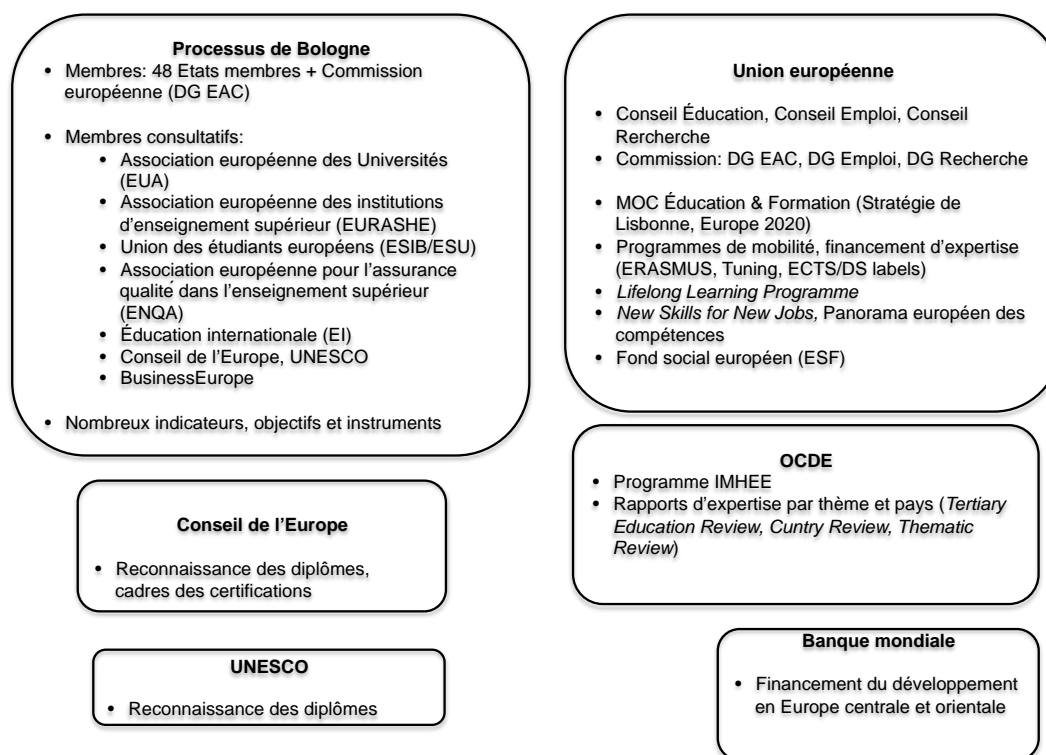 Processus de Bologne
• Membres: 48 Etats membres + Commission
européenne (DG EAC)
• Membres consultatifs:
• Association européenne des Universités
(EUA)
• Association européenne des institutions
d’enseignement supérieur (EURASHE)
• Union des étudiants européens (ESIB/ESU)
• Association européenne pour l’assurance
qualité dans l’enseignement supérieur
(ENQA)
• Éducation internationale (EI)
• Conseil de l’Europe, UNESCO
• BusinessEurope
• Nombreux indicateurs, objectifs et instruments
Union européenne
• Conseil Éducation, Conseil Emploi, Conseil
Rercherche
• Commission: DG EAC, DG Emploi, DG Recherche
• MOC Éducation & Formation (Stratégie de
Lisbonne, Europe 2020)
• Programmes de mobilité, financement d’expertise
(ERASMUS, Tuning, ECTS/DS labels)
• Lifelong Learning Programme
• New Skills for New Jobs, Panorama européen des
compétences
• Fond social européen (ESF)
OCDE
• Programme IMHEE
• Rapports d’expertise par thème et pays (Tertiary
Education Review, Cuntry Review, Thematic
Review)
Conseil de l’Europe
• Reconnaissance des diplômes,
cadres des certifications
UNESCO
• Reconnaissance des diplômes
Banque mondiale
• Financement du développement
en Europe centrale et orientale